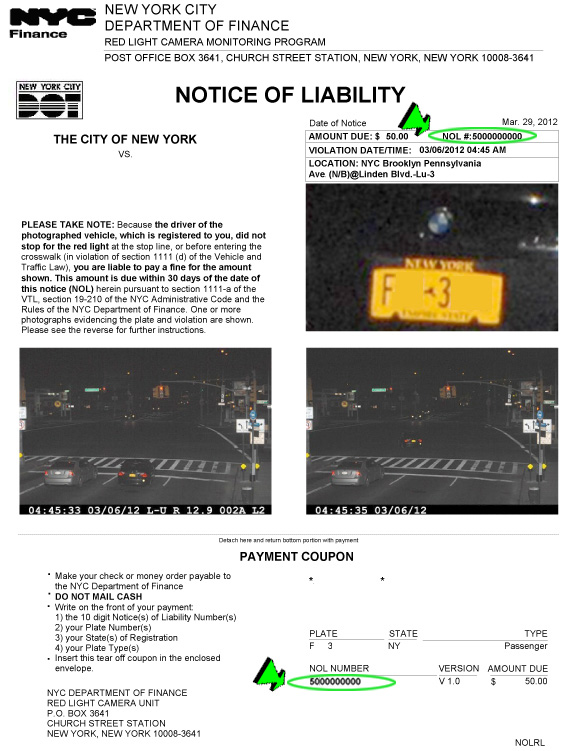 NYC
Finance
NEW YORK CITY
DEPARTMENT OF FINANCE
RED LIGHT CAMERA MONITORING PROGRAM
POST OFFICE BOX 3641, CHURCH STREET STATION, NEW YORK, NEW YORK 10008-3641
NEW YORK CITY
DOT
NOTICE OF LIABILITY
THE CITY OF NEW YORK
VS.
Date of Notice Mar. 29, 2012
AMOUNT DUE: $ 50.00 NOL #:5000000000
VIOLATION DATE/TIME: 03/06/2012 04:45 AM
LOCATION: NYC Brooklyn Pennsylvania
Ave (N/B)@Linden Blvd.-Lu-3
PLEASE TAKE NOTE: Because the driver of the
photographed vehicle, which is registered to you, did not
stop for the red light at the stop line, or before entering the
crosswalk (in violation of section 1111 (d) of the Vehicle and
Traffic Law), you are liable to pay a fine for the amount
shown. This amount is due within 30 days of the date of
this notice (NOL) herein pursuant to section 1111-a of the
VTL, section 19-210 of the NYC Administrative Code and the
Rules of the NYC Department of Finance. One or more
photographs evidencing the plate and violation are shown.
Please see the reverse for further instructions.
NEW YORK
F 3
EMPIRE STATE
04:45:33 03/06/12 L-U R 12.9 002A L2
04:45:35 03/06/12
Detach here and return bottom portion with payment
PAYMENT COUPON
* Make your check or money order payable to
the NYC Department of Finance
* DO NOT MAIL CASH
• Write on the front of your payment:
1) the 10 digit Notice(s) of Liability Number(s)
2) your Plate Number(s)
3) your State(s) of Registration
4) your Plate Type(s)
• Insert this tear off coupon in the enclosed
envelope.
* *
PLATE STATE TYPE
F 3 NY Passenger
NOL NUMBER VERSION AMOUNT DUE
5000000000 V 1.0 $ 50.00
NYC DEPARTMENT OF FINANCE
RED LIGHT CAMERA UNIT
P.O. BOX 3641
CHURCH STREET STATION
NEW YORK, NEW YORK 10008-3641
NOLRL